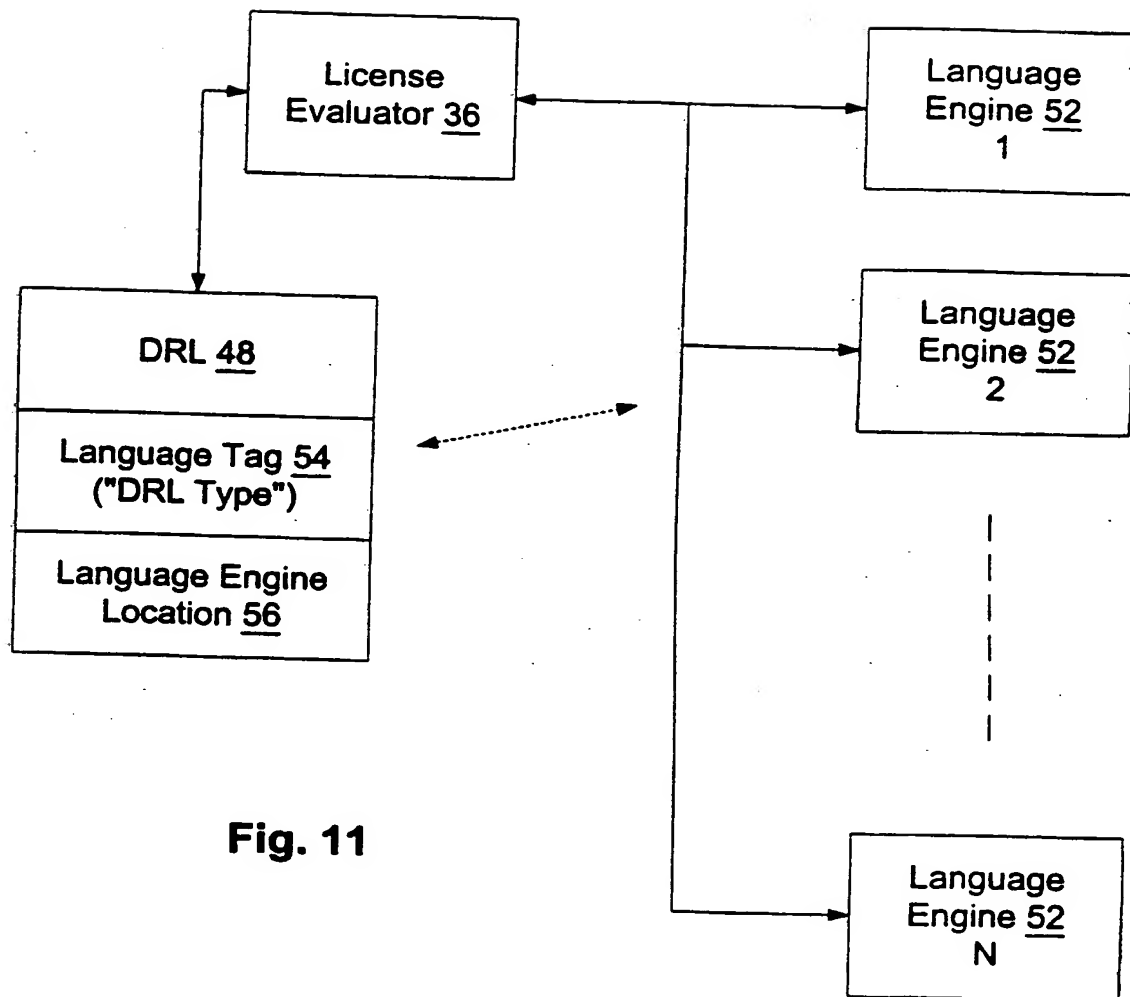 License
Evaluator 36
Language
Engine 52
1
DRL 48
Language Tag 54
("DRL Type")
Language Engine
Location 56
Language
Engine 52
2
Language
Engine 52
N
Fig. 11